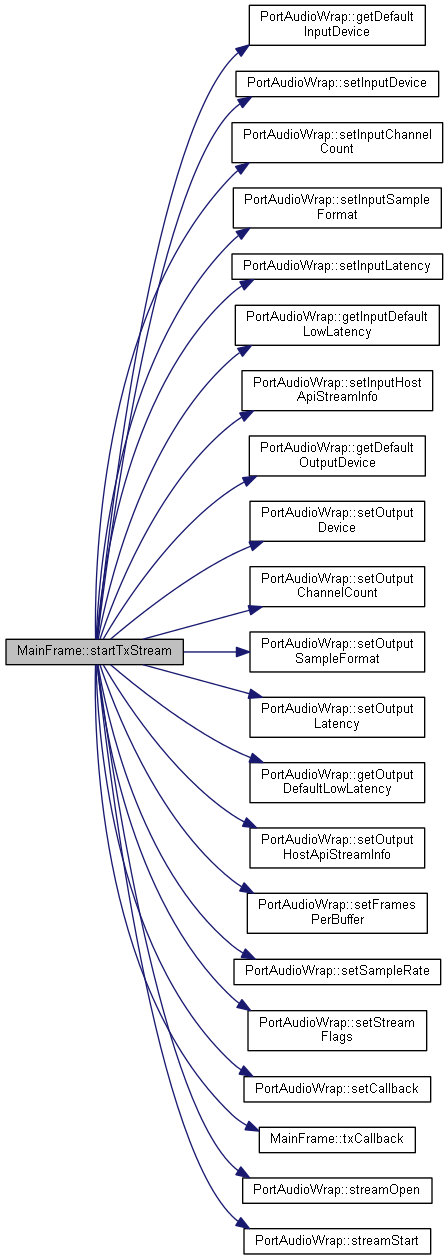 PortAudioWrap::getDefault
InputDevice
PortAudioWrap::setInputDevice
PortAudioWrap::setInputChannel
Count
PortAudioWrap::setInputSample
Format
PortAudioWrap::setInputLatency
PortAudioWrap::getInputDefault
LowLatency
PortAudioWrap::setInputHost
ApiStreamInfo
PortAudioWrap::getDefault
OutputDevice
PortAudioWrap::setOutput
Device
PortAudioWrap::setOutput
ChannelCount
MainFrame::startTxStream
PortAudioWrap::setOutput
SampleFormat
PortAudioWrap::setOutput
Latency
PortAudioWrap::getOutput
DefaultLowLatency
PortAudioWrap::setOutput
HostApiStreamInfo
PortAudioWrap::setFrames
PerBuffer
PortAudioWrap::setSampleRate
PortAudioWrap::setStream
Flags
PortAudioWrap::setCallback
MainFrame::txCallback
PortAudioWrap::streamOpen
PortAudioWrap::streamStart